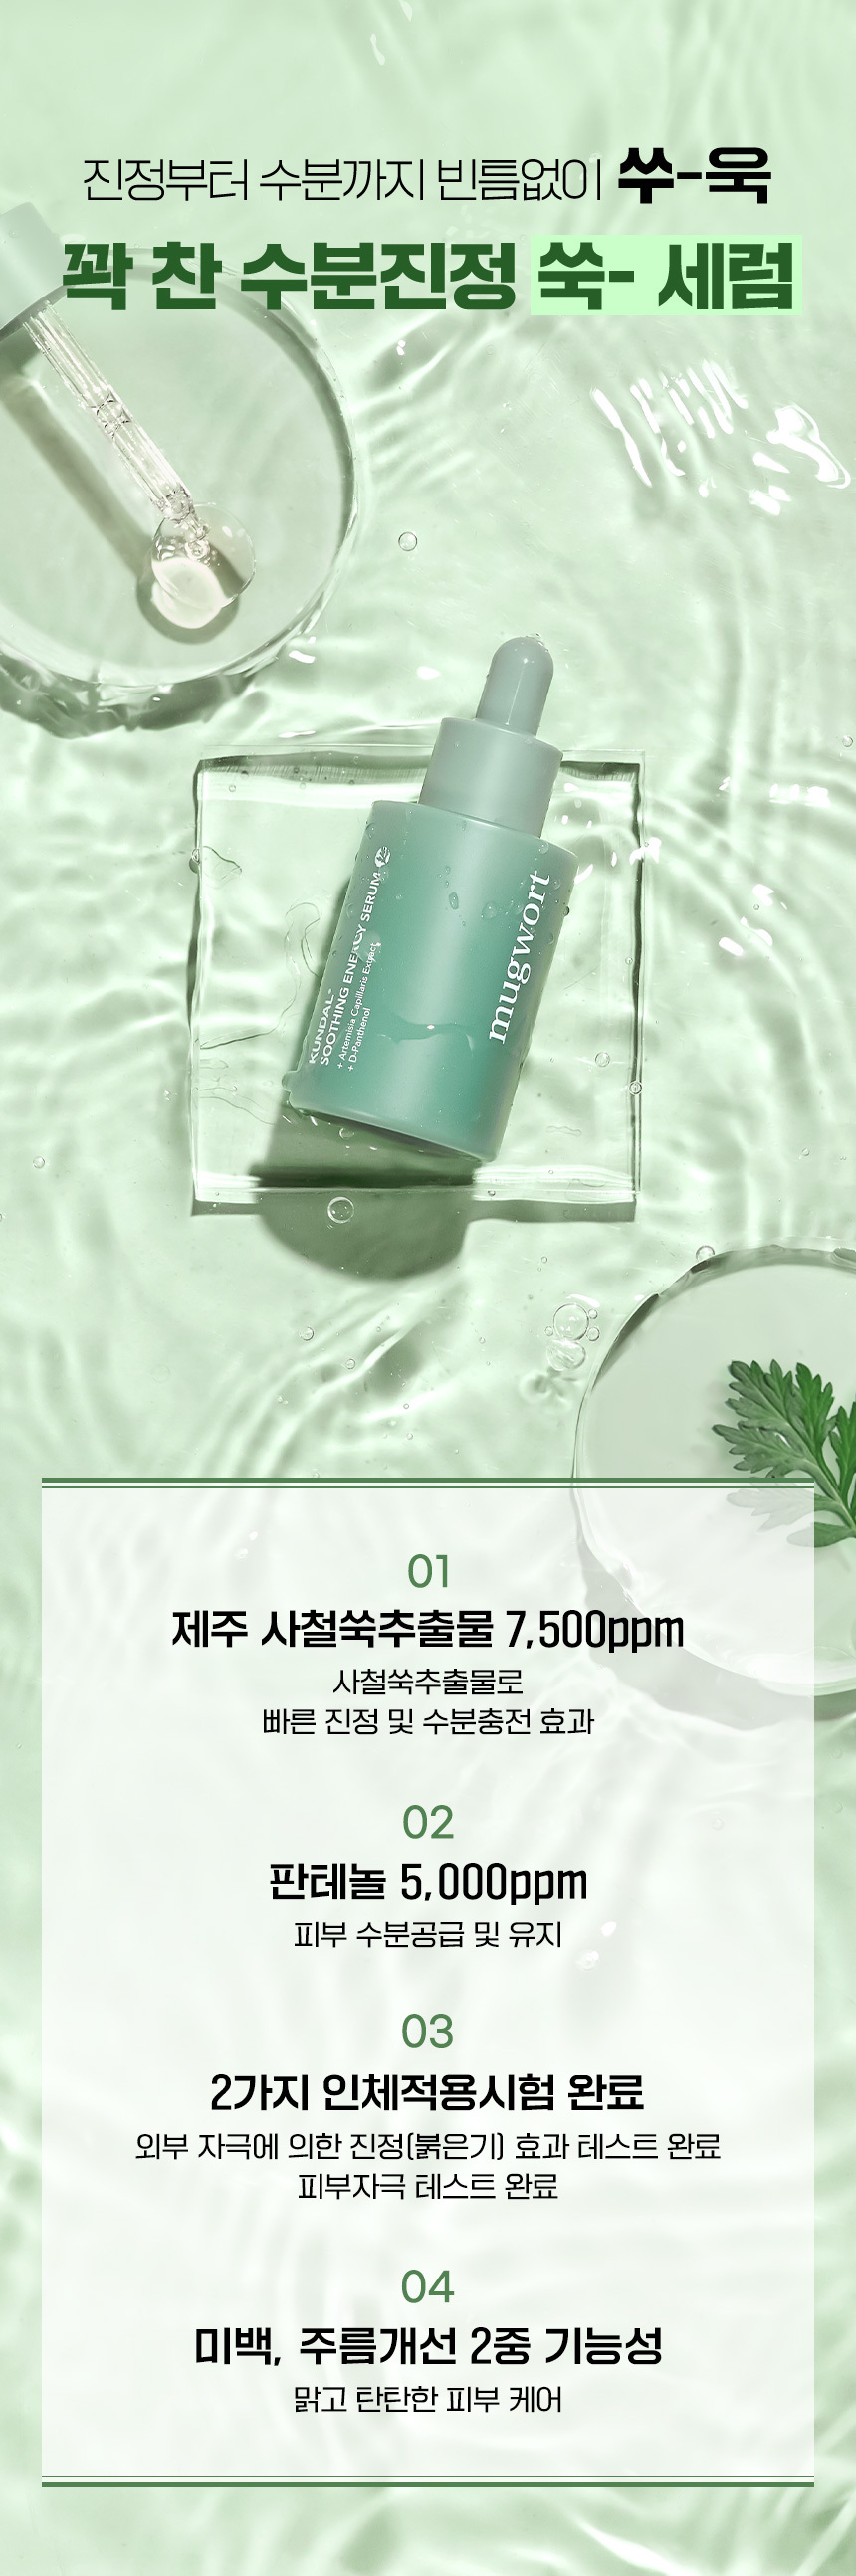 진정부터 수분까지 빈틈없이 쑤-욱
꽉 찬 수분진정 쑥- 세럼
KUNDAL™
SOOTHING ENERGY SERUM
+ Artemisia Capillaris Extract
+ D-Panthenol
mugwort
01
제주 사철쑥추출물 7,500ppm
사철쑥추출물로
빠른 진정 및 수분충전 효과
02
판테놀 5,000ppm
피부 수분공급 및 유지
03
2가지 인체적용시험 완료
외부 자극에 의한 진정(붉은기) 효과 테스트 완료
피부자극 테스트 완료
04
미백, 주름개선 2중 기능성
맑고 탄탄한 피부 케어